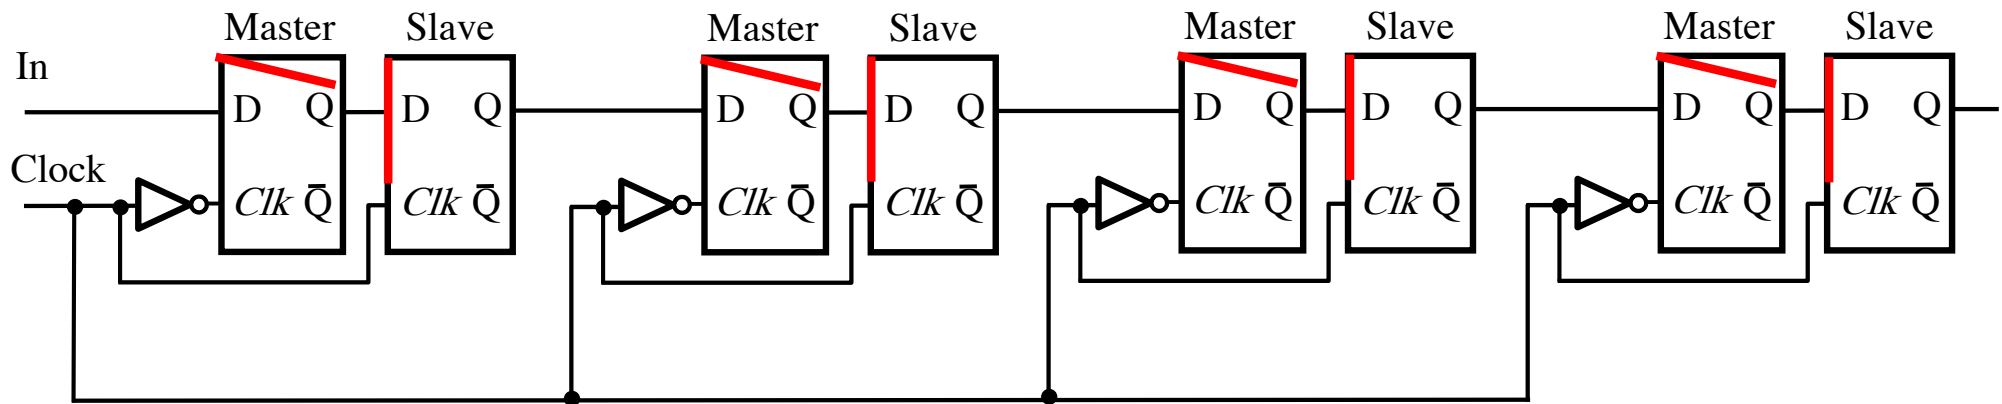 Master Slave Master Slave Master Slave Master Slave
In
D Q D Q D Q D Q D Q D Q D Q D Q
Clock
Clk Q̄ Clk Q̄ Clk Q̄ Clk Q̄ Clk Q̄ Clk Q̄ Clk Q̄ Clk Q̄